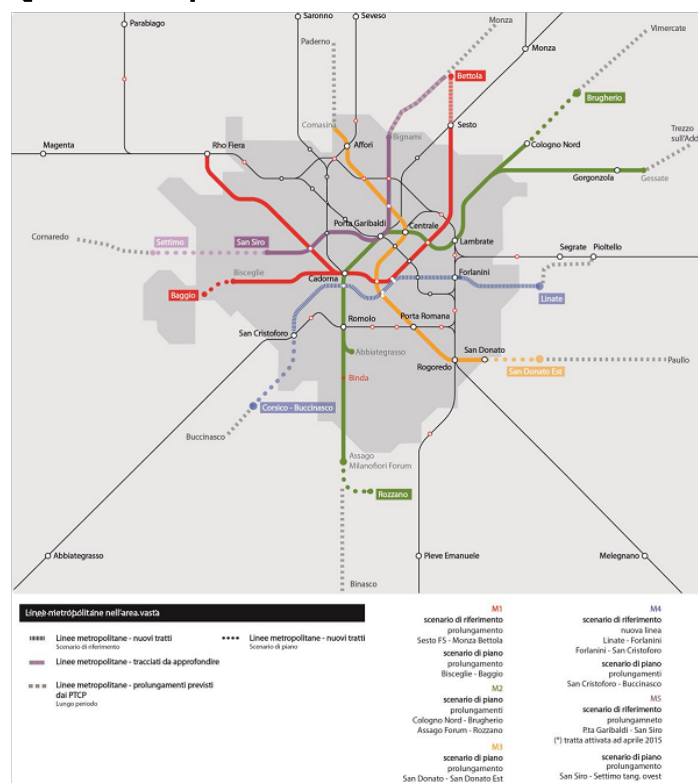 Parabiago
Saronno
Seveso
Monza
Vimercate
Paderno
Monza
Bettola
Brugherio
Trezzo
sull'Add
Magenta
Rho Fiera
Comasina
Affori
Bignami
Sesto
Cologno Nord
Gorgonzola
Gessate
Cornaredo
Settimo
San Siro
Porta Garibaldi
Centrale
Lambrate
Segrate
Pioltello
Bisceglie
Baggio
Cadorna
Forlanini
Linate
San Cristoforo
Romolo
Porta Romana
Abbiategrasso
Binda
Rogoredo
San Donato
San Donato Est
Paullo
Corsico - Buccinasco
Buccinasco
Assago
Milanofiori Forum
Rozzano
Abbiategrasso
Binasco
Pieve Emanuele
Melegnano
Linee metropolitane nell'area vasta
Linee metropolitane - nuovi tratti
Scenario di riferimento
Linee metropolitane - nuovi tratti
Scenario di piano
Linee metropolitane - tracciati da approfondire
Linee metropolitane - prolungamenti previsti
dai PTCP
Lungo periodo
M1
scenario di riferimento
prolungamento
Sesto FS - Monza Bettola
scenario di piano
prolungamento
Bisceglie - Baggio
M2
scenario di piano
prolungamenti
Cologno Nord - Brugherio
Assago Forum - Rozzano
M3
scenario di piano
prolungamento
San Donato - San Donato Est
M4
scenario di riferimento
nuova linea
Linate - Forlanini
Forlanini - San Cristoforo
scenario di piano
prolungamenti
San Cristoforo - Buccinasco
M5
scenario di riferimento
prolungamneto
P.ta Garibaldi - San Siro
(*) tratta attivata ad aprile 2015
scenario di piano
prolungamento
San Siro - Settimo tang. ovest